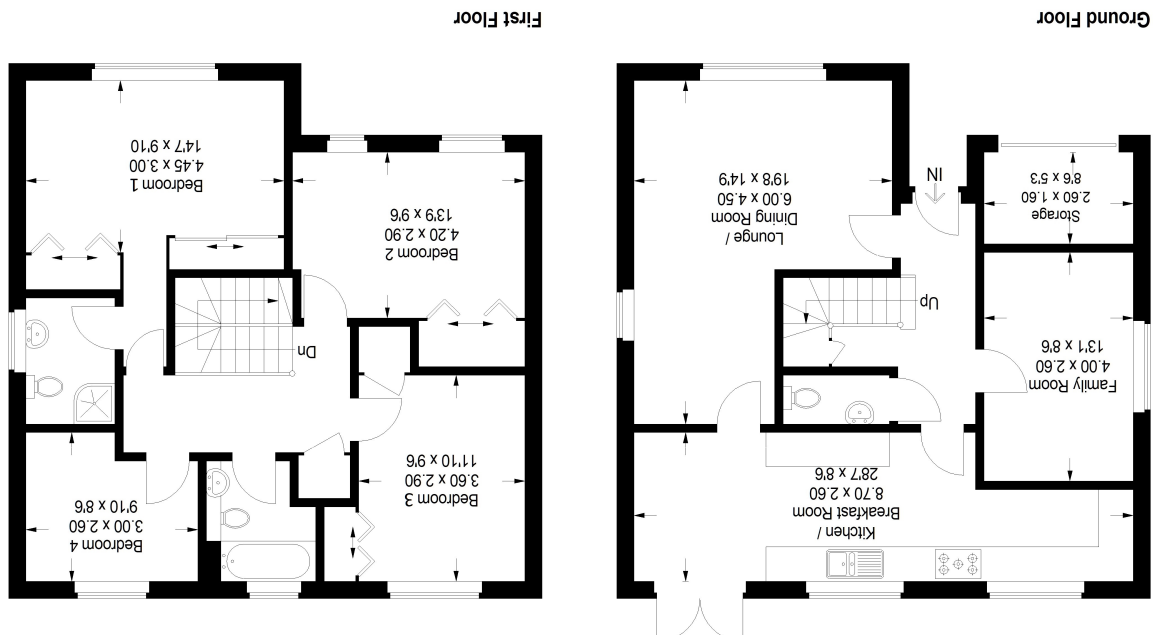 Ground Floor
Kitchen /
Breakfast Room
8.70 x 2.60
28'7 x 8'6
Family Room
4.00 x 2.60
13'1 x 8'6
Up
Lounge /
Dining Room
6.00 x 4.50
19'8 x 14'9
Storage
2.60 x 1.60
8'6 x 5'3
IN
First Floor
Bedroom 3
3.60 x 2.90
11'10 x 9'6
Bedroom 4
3.00 x 2.60
9'10 x 8'6
Dn
Bedroom 2
4.20 x 2.90
13'9 x 9'6
Bedroom 1
4.45 x 3.00
14'7 x 9'10